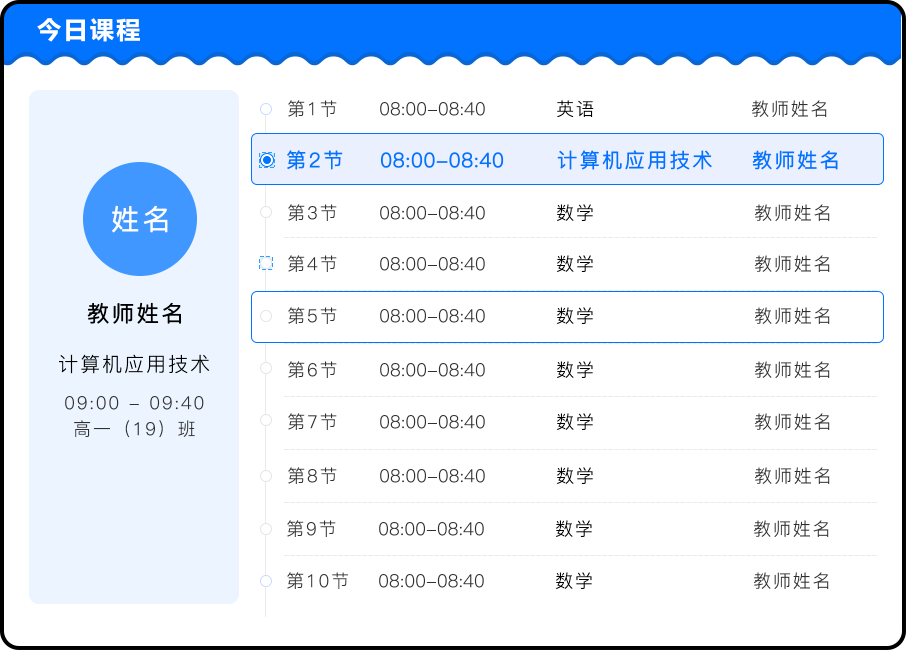 今日课程
姓名
教师姓名
计算机应用技术
09:00 - 09:40
高一（19）班
第1节 08:00-08:40 英语 教师姓名
第2节 08:00-08:40 计算机应用技术 教师姓名
第3节 08:00-08:40 数学 教师姓名
第4节 08:00-08:40 数学 教师姓名
第5节 08:00-08:40 数学 教师姓名
第6节 08:00-08:40 数学 教师姓名
第7节 08:00-08:40 数学 教师姓名
第8节 08:00-08:40 数学 教师姓名
第9节 08:00-08:40 数学 教师姓名
第10节 08:00-08:40 数学 教师姓名